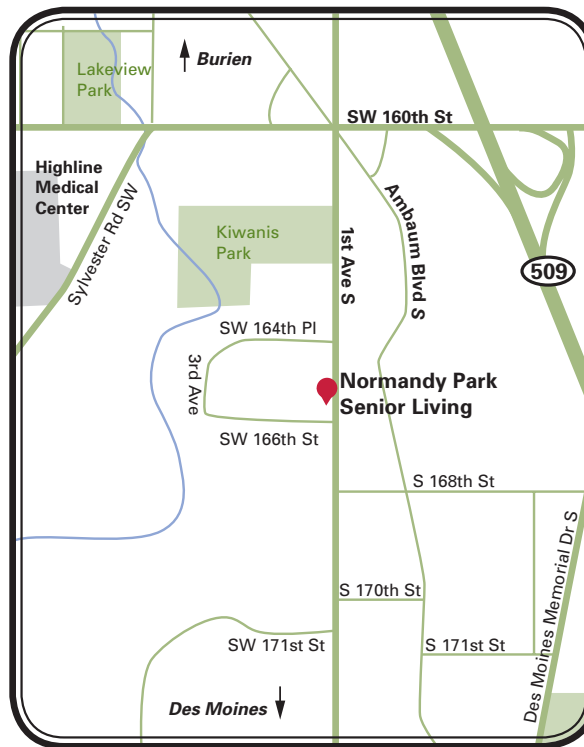 Burien
Lakeview
Park
SW 160th St
Highline
Medical
Center
Sylvester Rd SW
Kiwanis
Park
1st Ave S
Ambaum Blvd S
509
SW 164th Pl
3rd Ave
Normandy Park
Senior Living
SW 166th St
S 168th St
S 170th St
SW 171st St
S 171st St
Des Moines Memorial Dr S
Des Moines